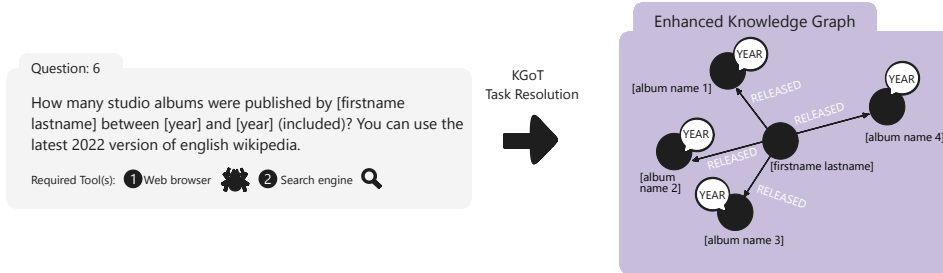 Question: 6
How many studio albums were published by [firstname
lastname] between [year] and [year] (included)? You can use the
latest 2022 version of english wikipedia.
Required Tool(s): 1 Web browser 2 Search engine
KGoT
Task Resolution
Enhanced Knowledge Graph
YEAR
[album name 1]
RELEASED
YEAR
[album name 4]
RELEASED
YEAR
[album
name 2]
RELEASED
[firstname lastname]
YEAR
RELEASED
[album name 3]